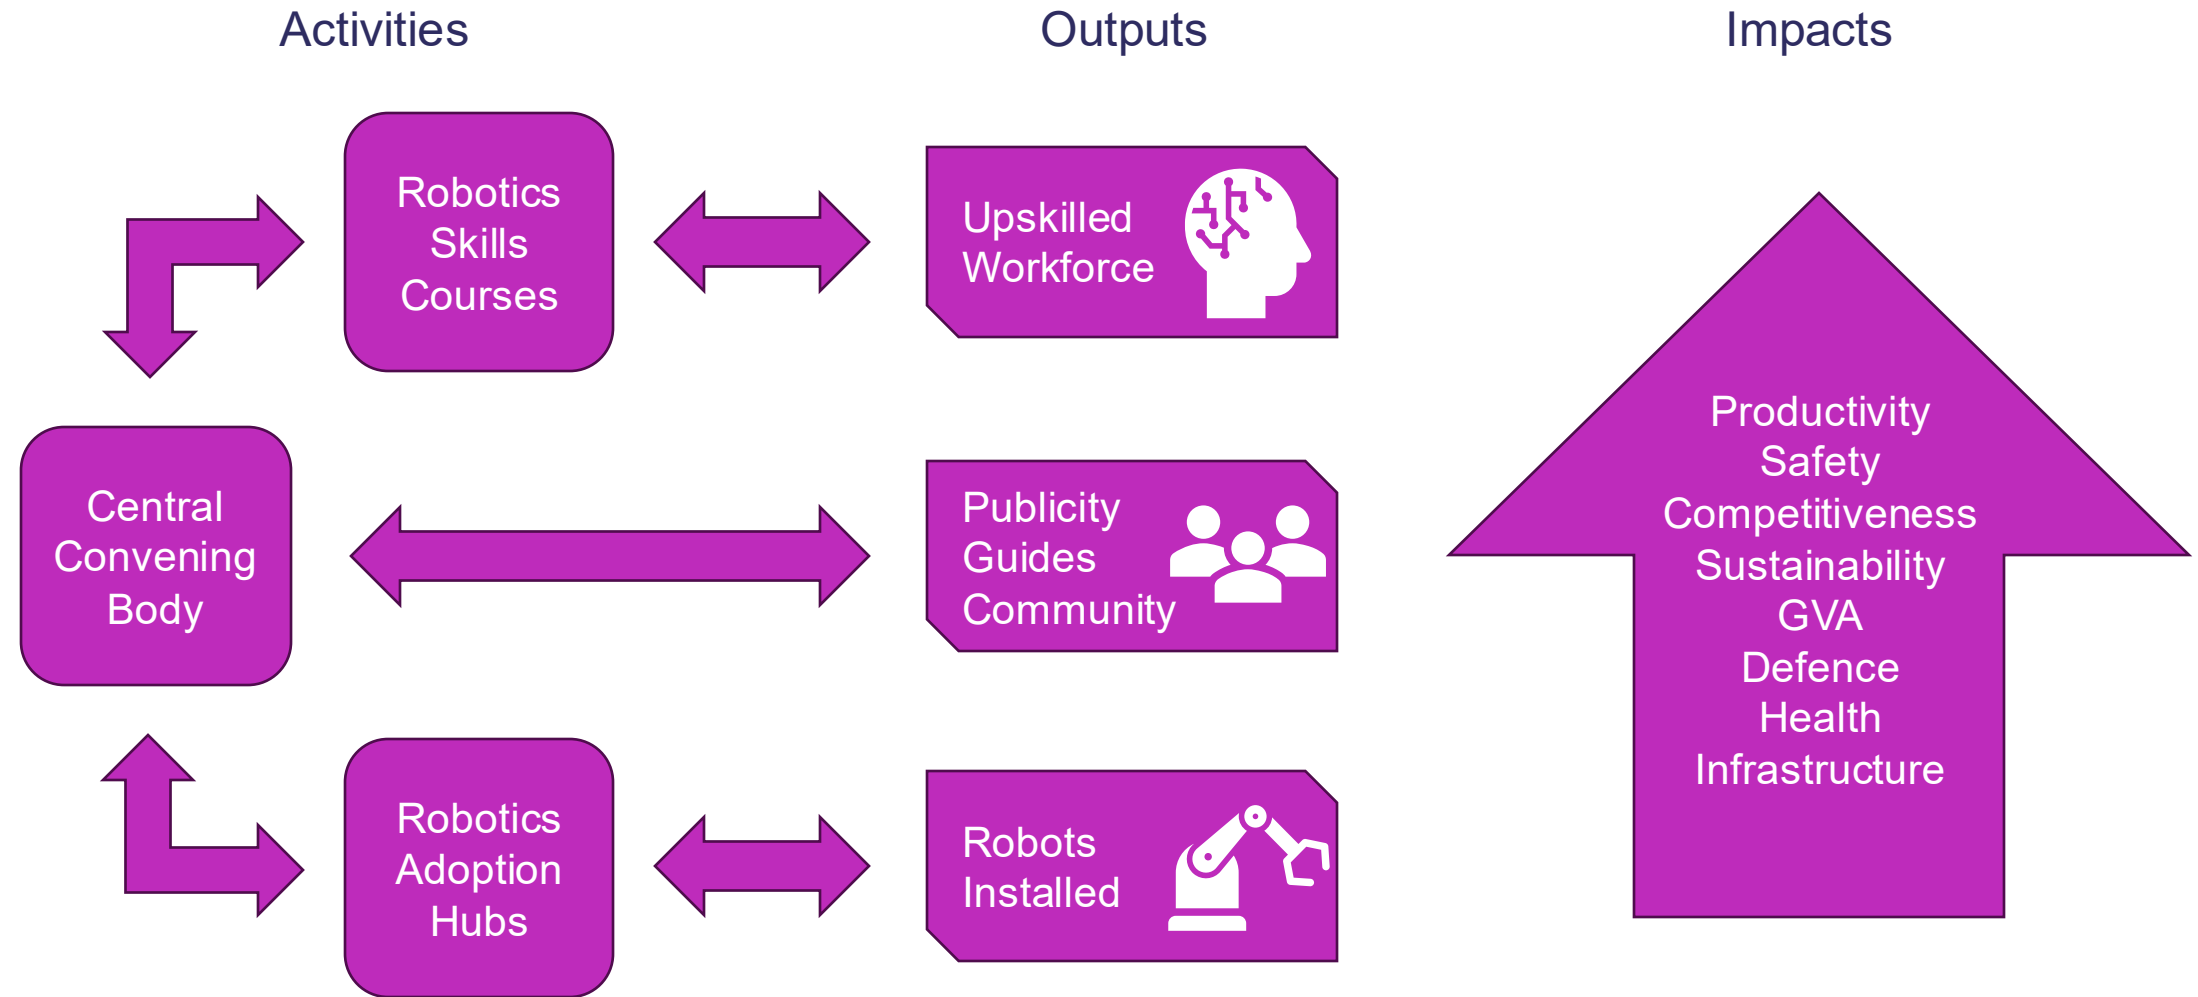 Activities
Outputs
Impacts
Robotics
Skills
Courses
Upskilled
Workforce
Central
Convening
Body
Publicity
Guides
Community
Robotics
Adoption
Hubs
Robots
Installed
Productivity
Safety
Competitiveness
Sustainability
GVA
Defence
Health
Infrastructure